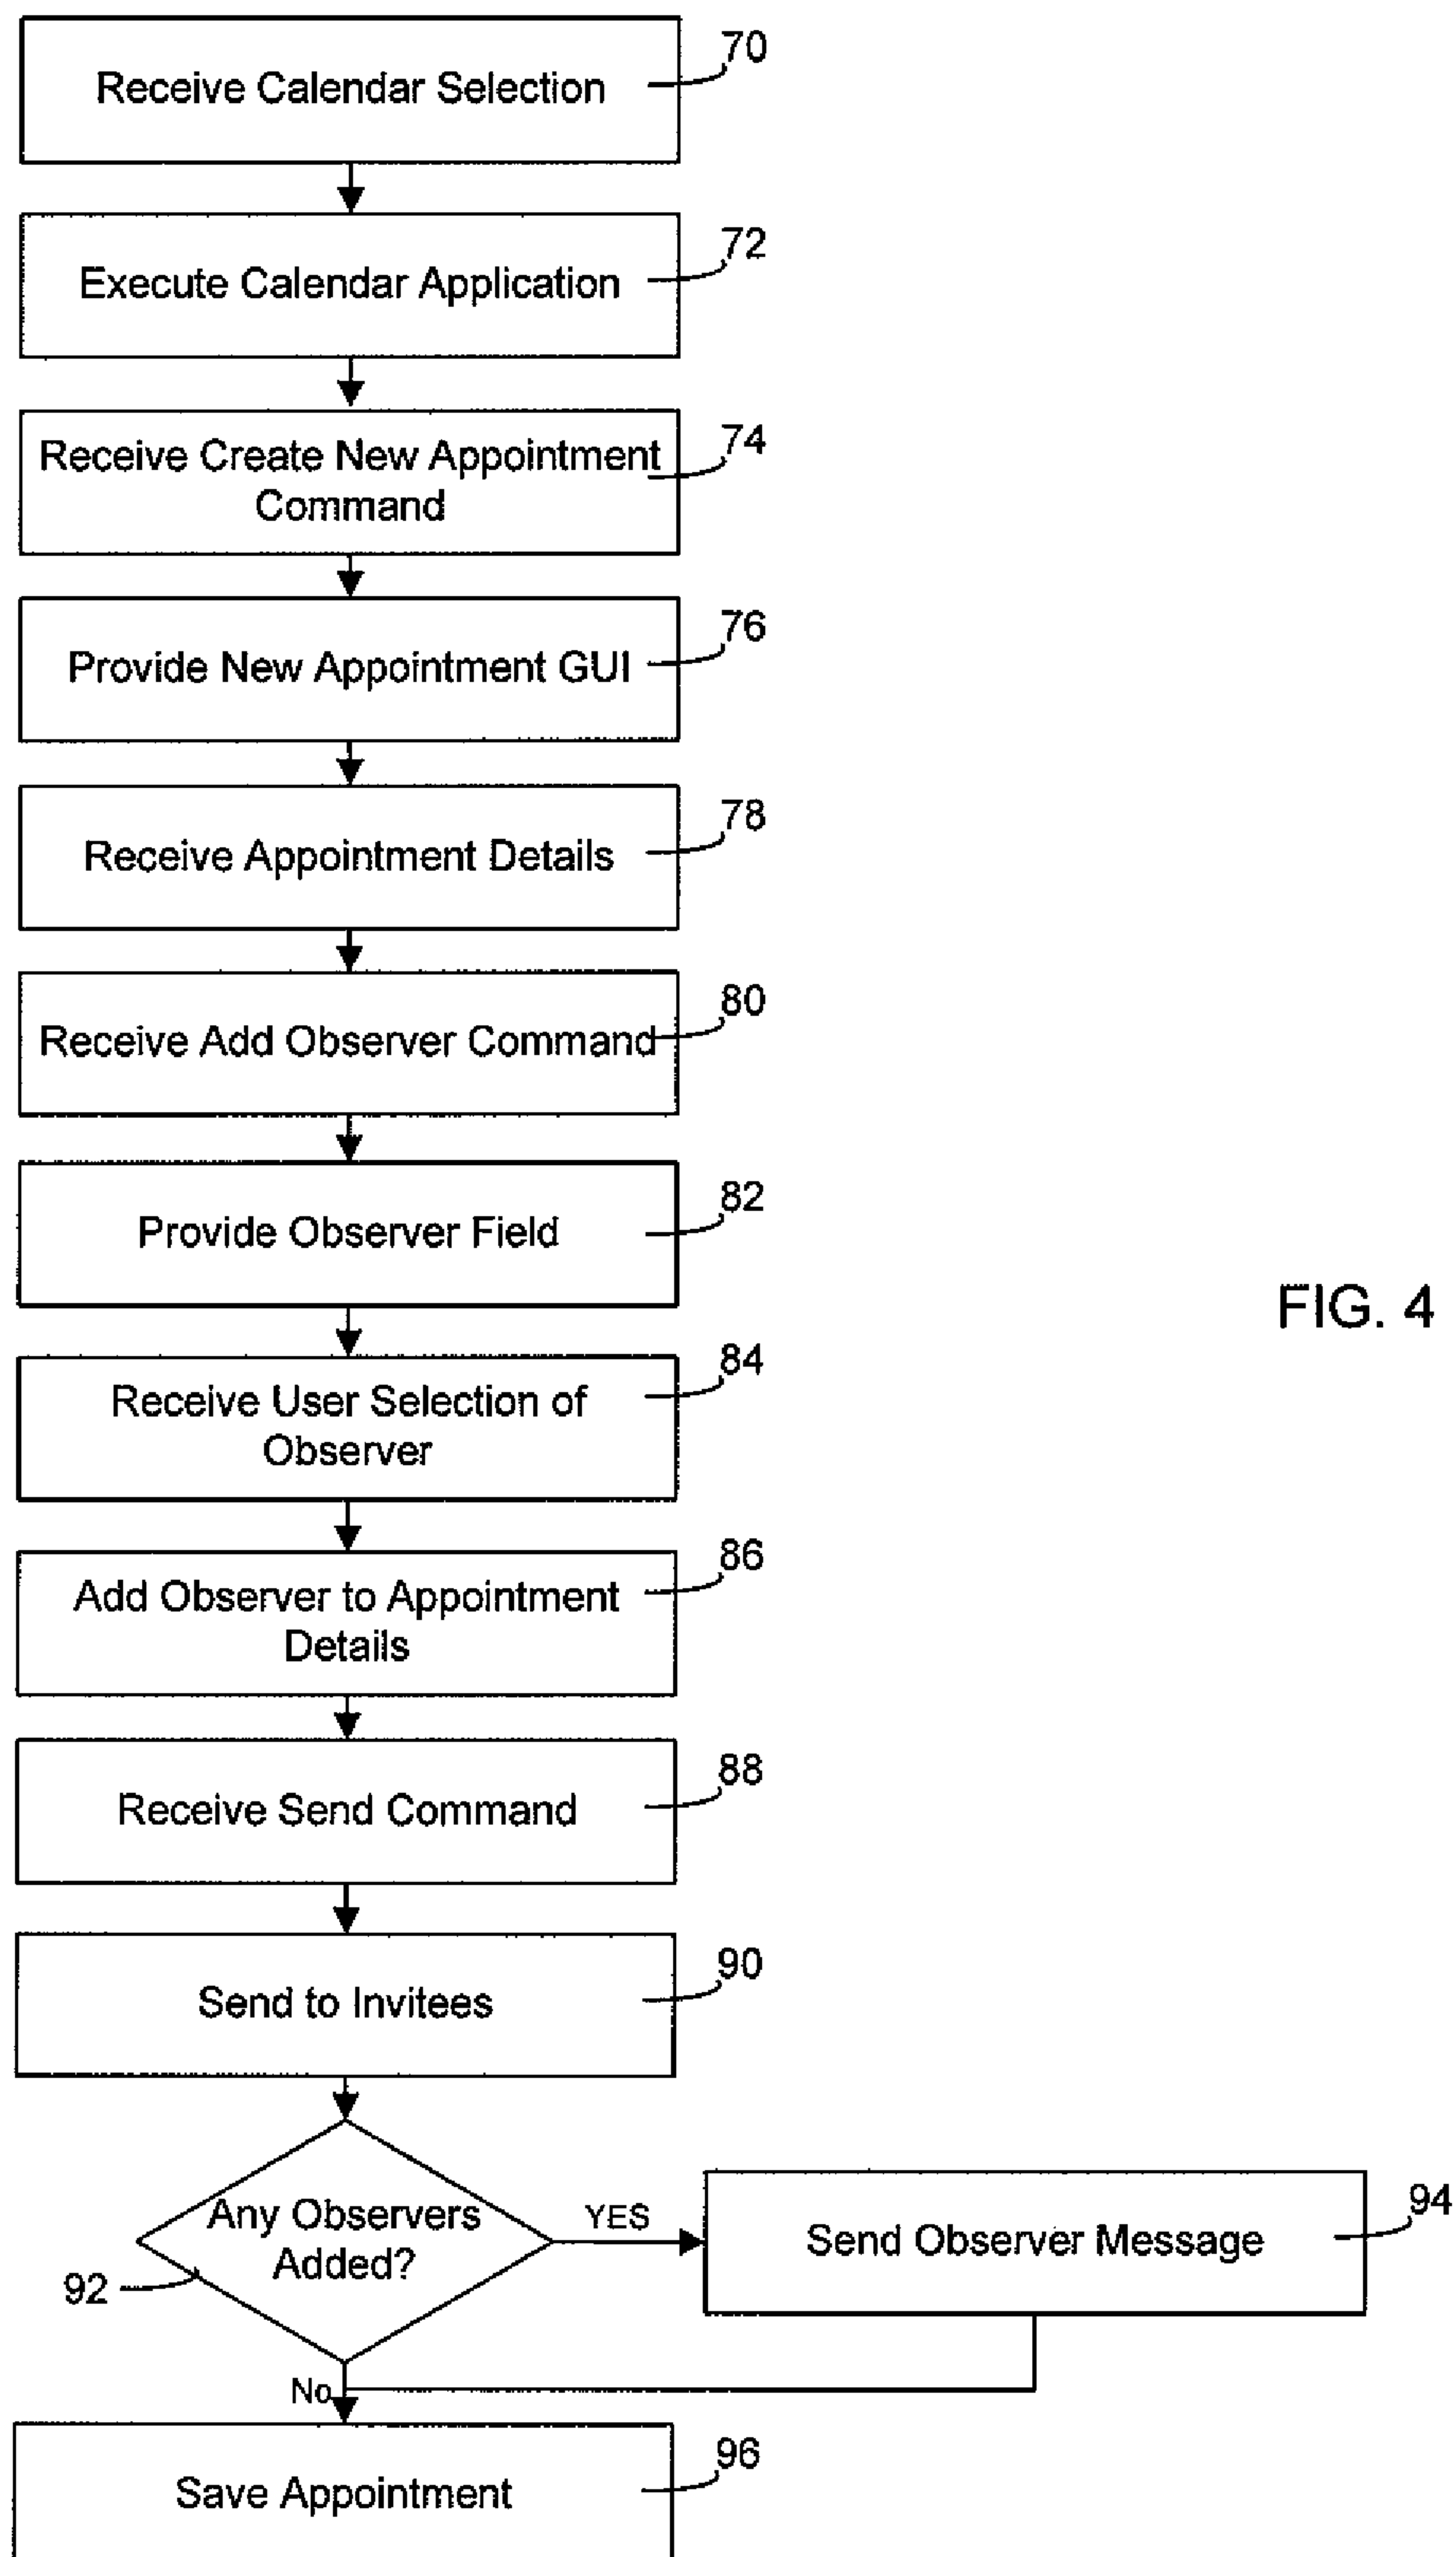 Receive Calendar Selection
70
Execute Calendar Application
72
Receive Create New Appointment
Command
74
Provide New Appointment GUI
76
Receive Appointment Details
78
Receive Add Observer Command
80
Provide Observer Field
82
FIG. 4
Receive User Selection of
Observer
84
Add Observer to Appointment
Details
86
Receive Send Command
88
Send to Invitees
90
Any Observers
Added?
92
YES
Send Observer Message
94
No
Save Appointment
96